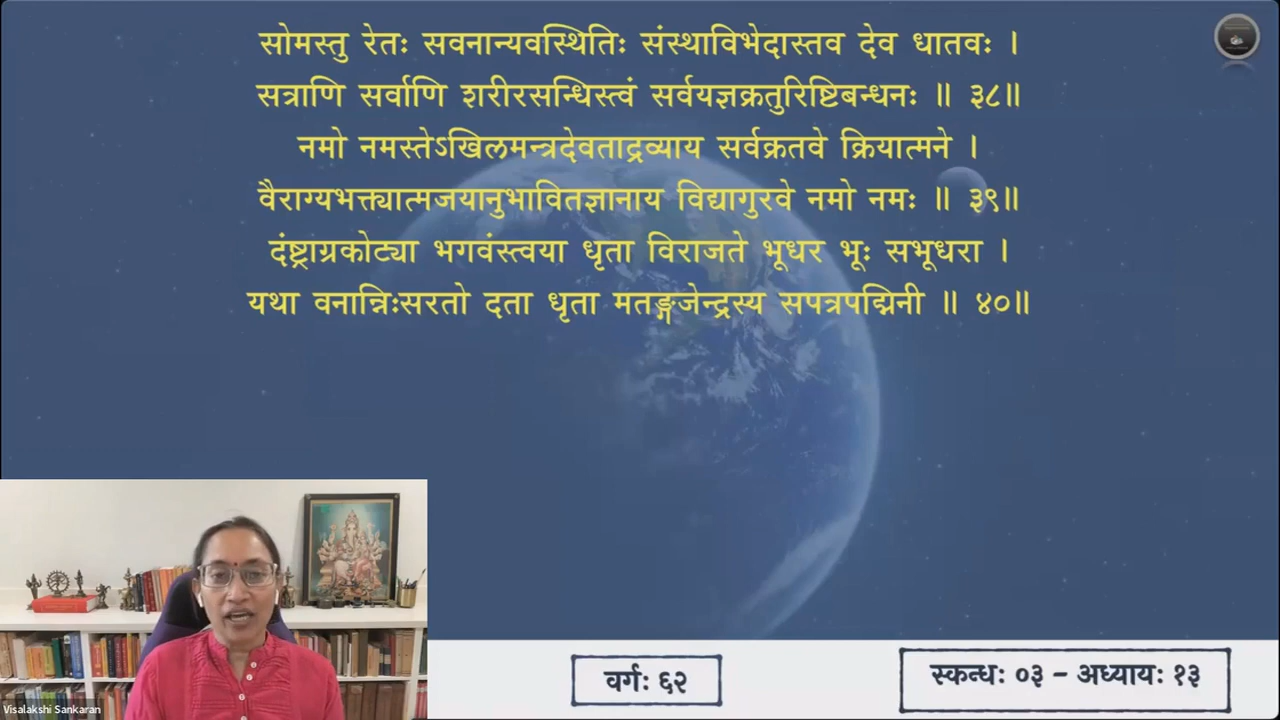 सोमस्तु रेतः सवनान्यवस्थितिः संस्थाविभेदास्तव देव धातवः ।
सत्राणि सर्वाणि शरीरसन्धिस्त्वं सर्वयज्ञक्रतुरिष्टिबन्धनः ॥ ३८॥
नमो नमस्तेऽखिलमन्त्रदेवताद्रव्याय सर्वक्रतवे क्रियात्मने ।
वैराग्यभक्त्यात्मजयानुभावितज्ञानाय विद्यागुरवे नमो नमः ॥ ३९॥
दंष्ट्राग्रकोट्या भगवंस्त्वया धृता विराजते भूधर भूः सभूधरा ।
यथा वनान्निःसरतो दता धृता मतङ्गजेन्द्रस्य सपत्रपद्मिनी ॥ ४०॥
वर्गः ६२
स्कन्धः ०३ – अध्यायः १३
Visalakshi Sankaran